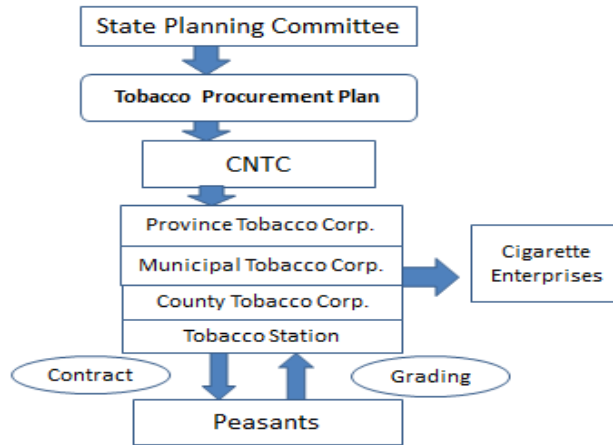 State Planning Committee
Tobacco Procurement Plan
CNTC
Province Tobacco Corp.
Municipal Tobacco Corp.
County Tobacco Corp.
Tobacco Station
Cigarette
Enterprises
Contract
Grading
Peasants